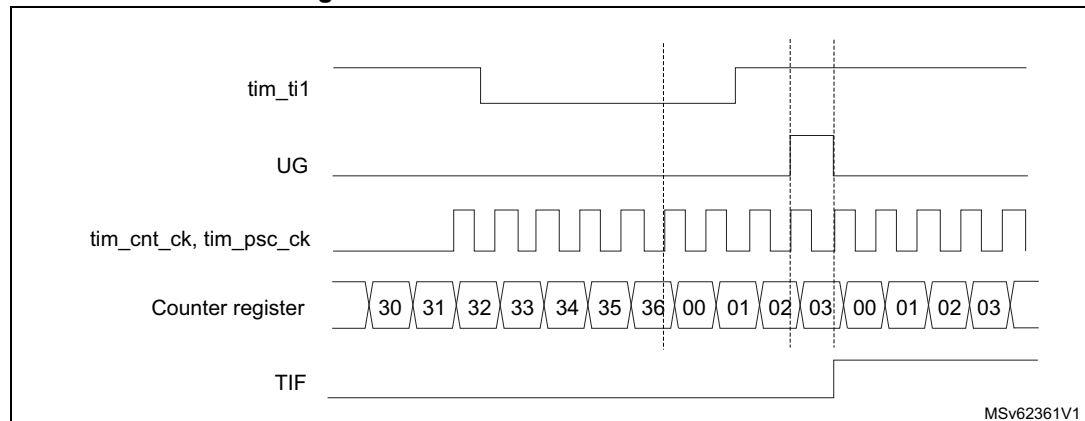 tim_ti1
UG
tim_cnt_ck, tim_psc_ck
Counter register 30 31 32 33 34 35 36 00 01 02 03 00 01 02 03
TIF
MSv62361V1